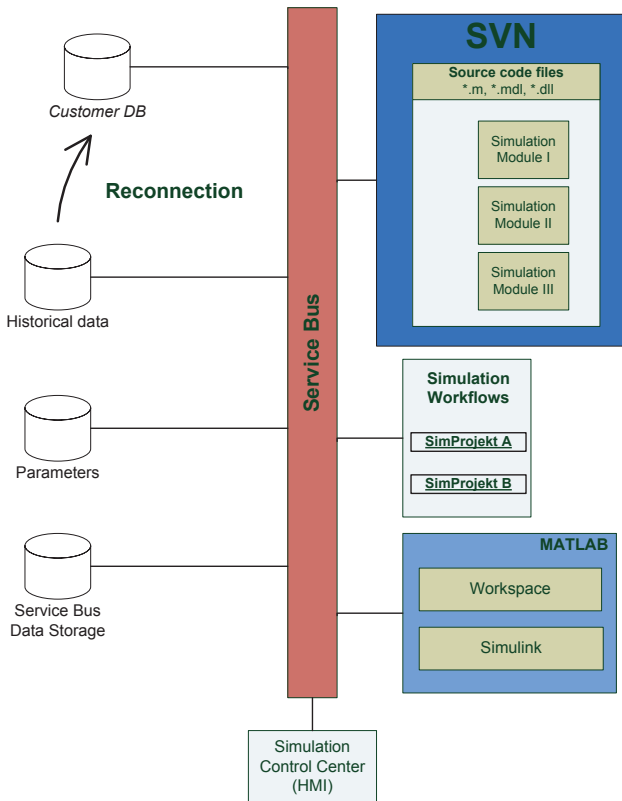 Customer DB
Reconnection
Historical data
Parameters
Service Bus
Data Storage
Service Bus
SVN
Source code files
*.m, *.mdl, *.dll
Simulation
Module I
Simulation
Module II
Simulation
Module III
Simulation
Workflows
SimProjekt A
SimProjekt B
MATLAB
Workspace
Simulink
Simulation
Control Center
(HMI)